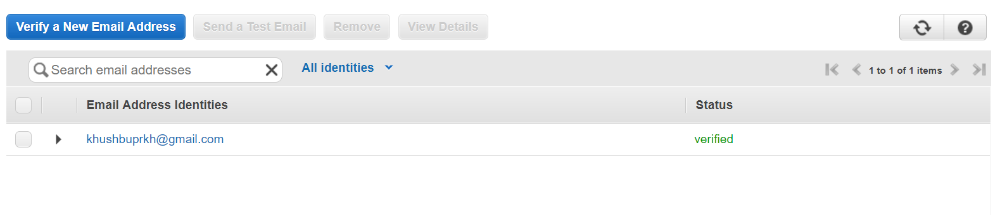 Verify a New Email Address Send a Test Email Remove View Details
Search email addresses All identities 1 to 1 of 1 items
Email Address Identities Status
khushbuprkh@gmail.com verified